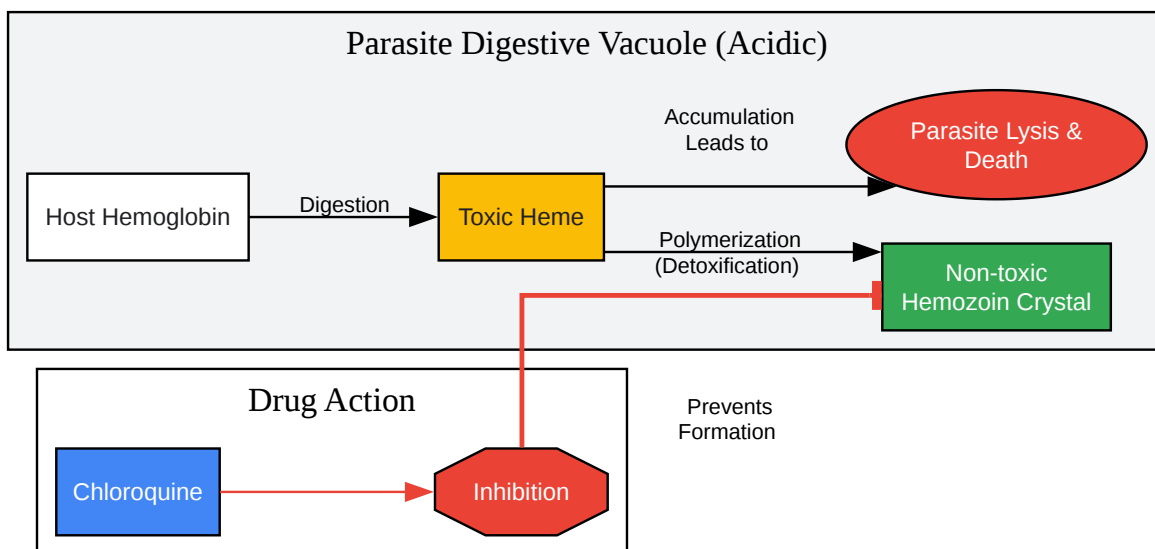 Parasite Digestive Vacuole (Acidic)
Accumulation
Leads to
Parasite Lysis &
Death
Host Hemoglobin
Digestion
Toxic Heme
Polymerization
(Detoxification)
Non-toxic
Hemozoin Crystal
Drug Action
Prevents
Formation
Chloroquine
Inhibition